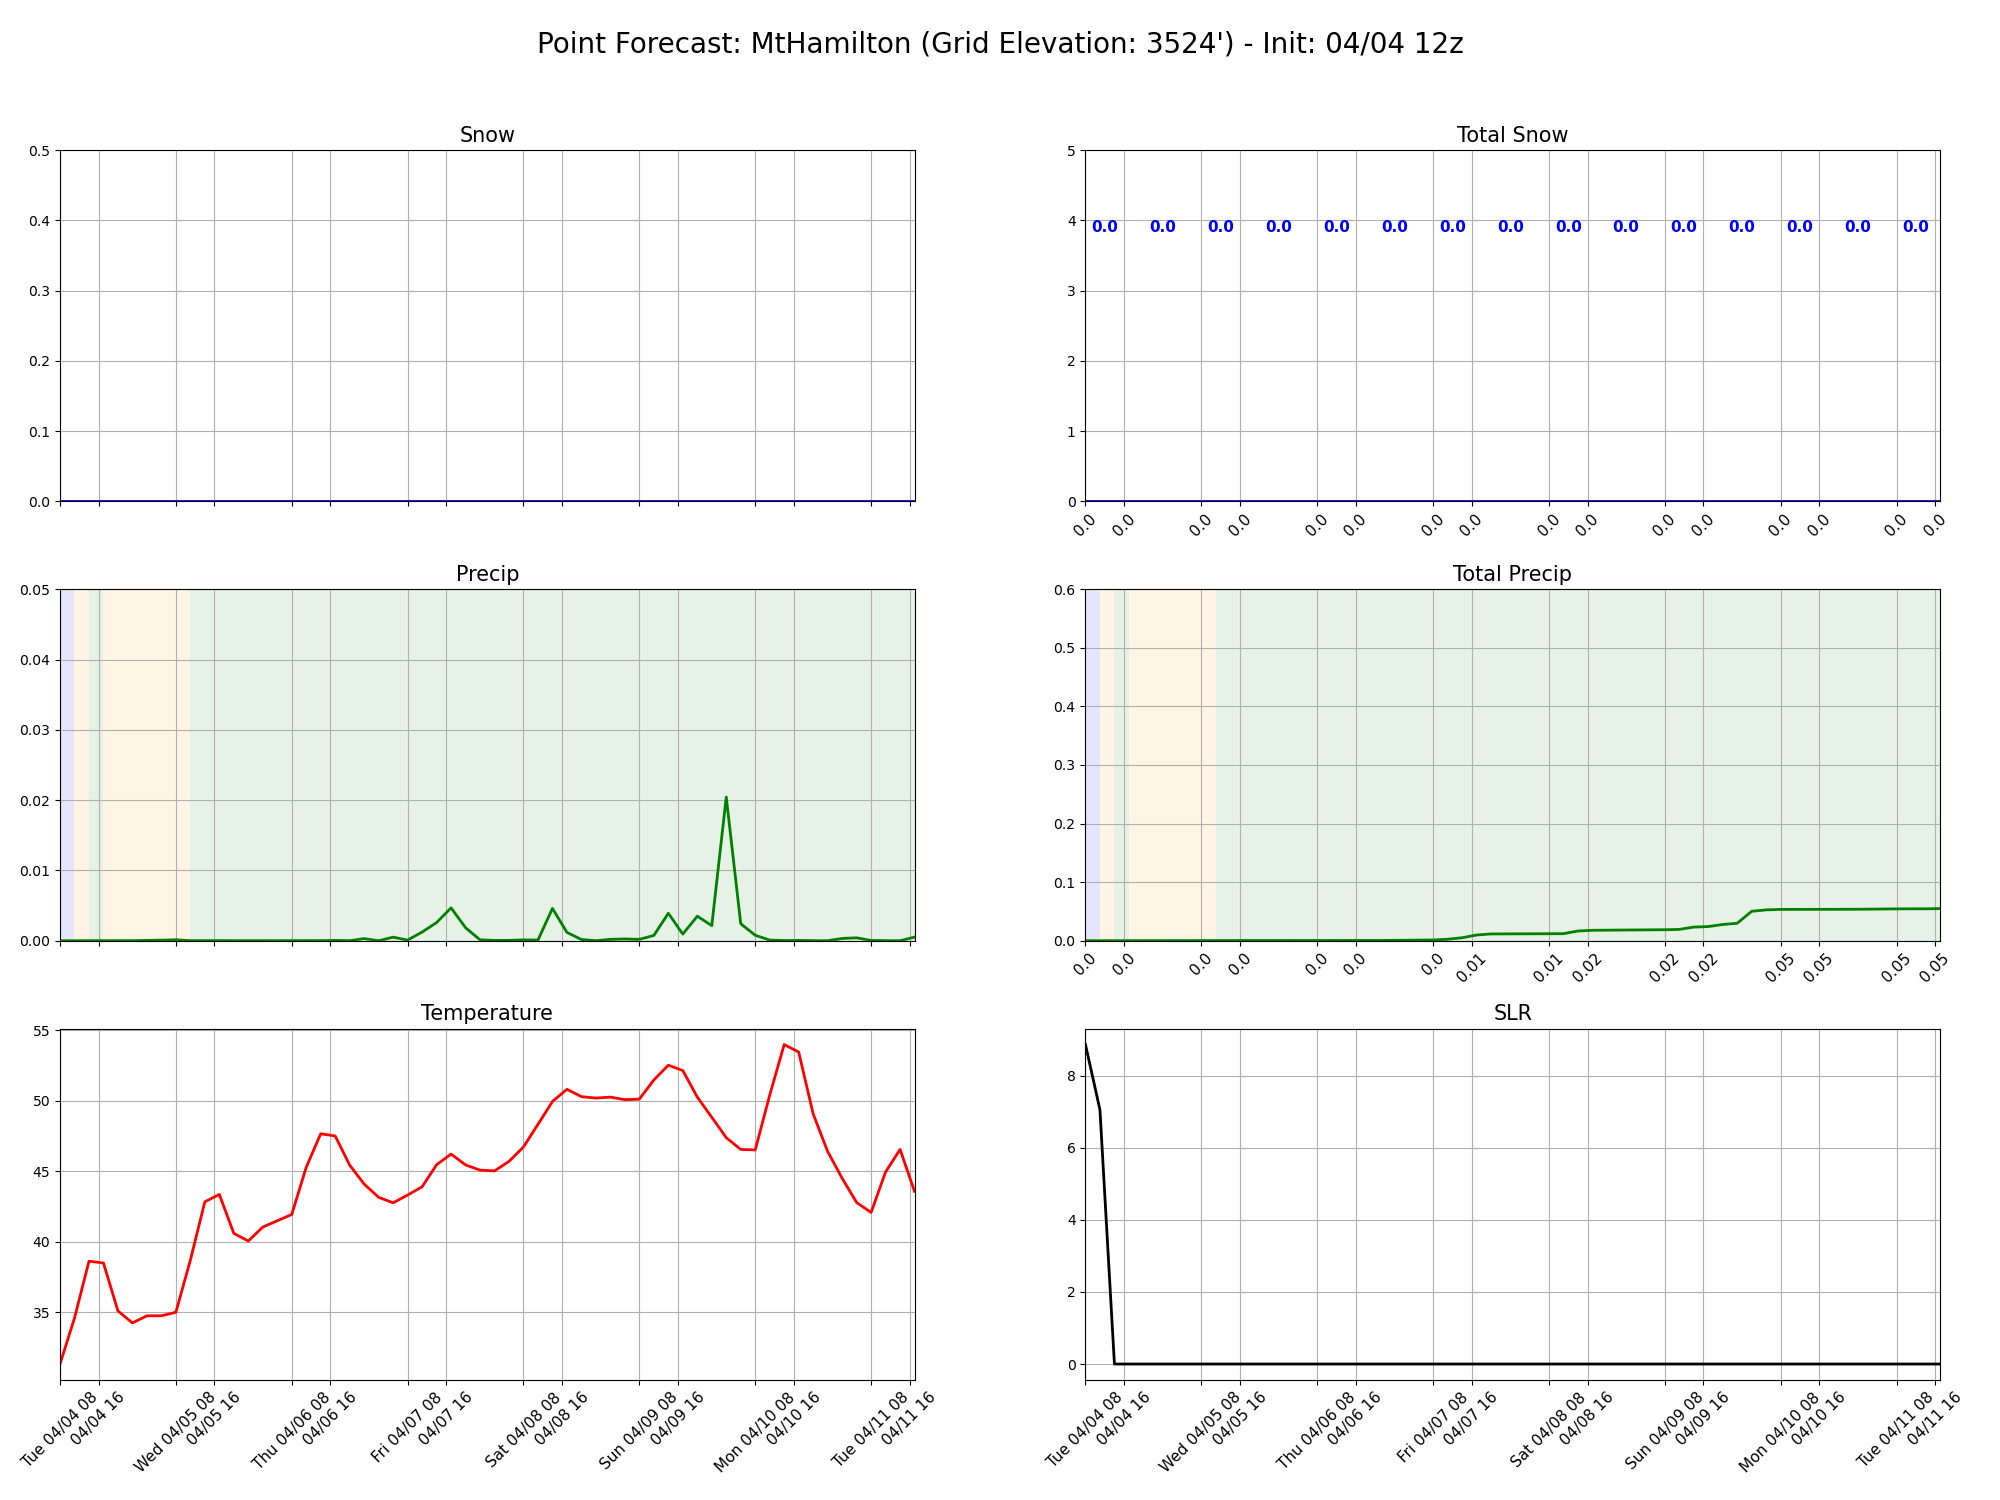 Point Forecast: MtHamilton (Grid Elevation: 3524') - Init: 04/04 12z
Snow
0.5
0.4
0.3
0.2
0.1
0.0
Total Snow
5
4
3
2
1
0
0.0 0.0 0.0 0.0 0.0 0.0 0.0 0.0 0.0 0.0 0.0 0.0 0.0 0.0 0.0
0.0 0.0 0.0 0.0 0.0 0.0 0.0 0.0 0.0 0.0 0.0 0.0 0.0 0.0 0.0 0.0
Precip
0.05
0.04
0.03
0.02
0.01
0.00
Total Precip
0.6
0.5
0.4
0.3
0.2
0.1
0.0
0.0 0.0 0.0 0.0 0.0 0.0 0.0 0.01 0.01 0.02 0.02 0.02 0.05 0.05 0.05 0.05
Temperature
55
50
45
40
35
Tue 04/04 08
04/04 16
Wed 04/05 08
04/05 16
Thu 04/06 08
04/06 16
Fri 04/07 08
04/07 16
Sat 04/08 08
04/08 16
Sun 04/09 08
04/09 16
Mon 04/10 08
04/10 16
Tue 04/11 08
04/11 16
SLR
8
6
4
2
0
Tue 04/04 08
04/04 16
Wed 04/05 08
04/05 16
Thu 04/06 08
04/06 16
Fri 04/07 08
04/07 16
Sat 04/08 08
04/08 16
Sun 04/09 08
04/09 16
Mon 04/10 08
04/10 16
Tue 04/11 08
04/11 16